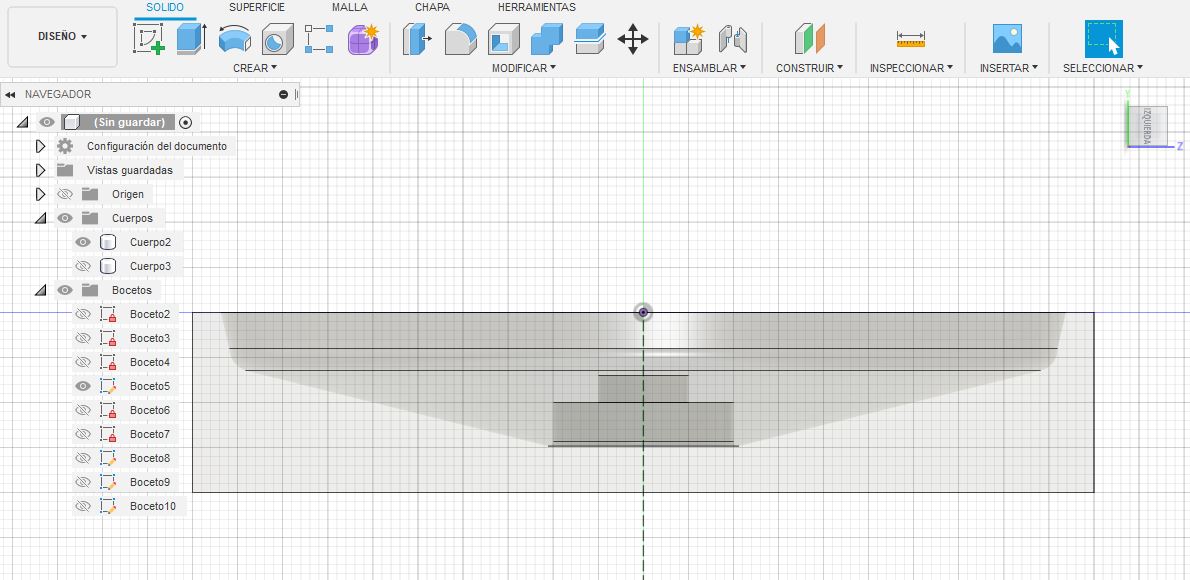 SOLIDO SUPERFICIE MALLA CHAPA HERRAMIENTAS
DISEÑO
CREAR MODIFICAR ENSAMBLAR CONSTRUIR INSPECCIONAR INSERTAR SELECCIONAR
NAVEGADOR
(Sin guardar)
Configuración del documento
Vistas guardadas
Origen
Cuerpos
Cuerpo2
Cuerpo3
Bocetos
Boceto2
Boceto3
Boceto4
Boceto5
Boceto6
Boceto7
Boceto8
Boceto9
Boceto10
Y
IZQUIERDA
Z